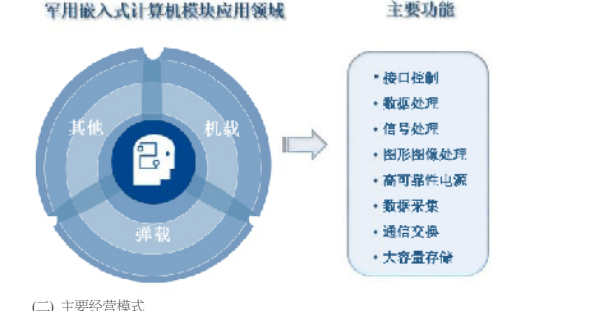 军用嵌入式计算机模块应用领域
主要功能
其他
机载
弹载
•接口控制
•数据处理
•信号处理
•图形图像处理
•高可靠性电源
•数据采集
•通信交换
•大容量存储
(二) 主要经营模式